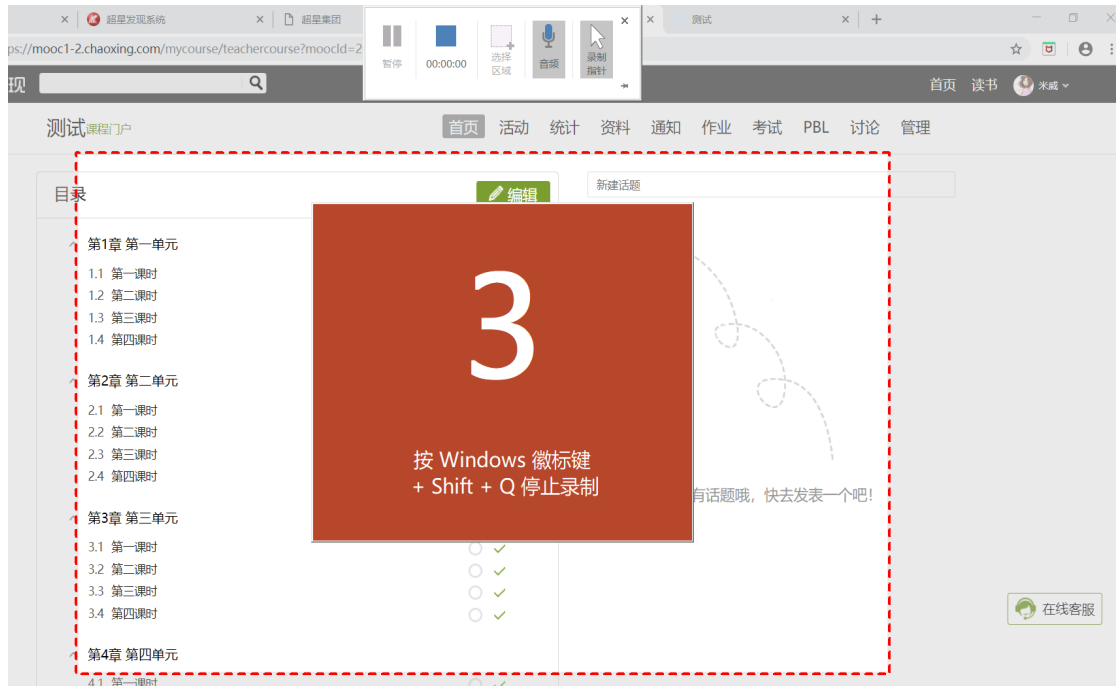 超星发现系统
超星集团
测试
ps://mooc1-2.chaoxing.com/mycourse/teachercourse?moocId=2
暂停
00:00:00
选择
区域
音频
录制
指针
现
首页 读书 米威
测试 课程门户
首页 活动 统计 资料 通知 作业 考试 PBL 讨论 管理
目录
编辑
新建话题
第1章 第一单元
1.1 第一课时
1.2 第二课时
1.3 第三课时
1.4 第四课时
第2章 第二单元
2.1 第一课时
2.2 第二课时
2.3 第三课时
2.4 第四课时
第3章 第三单元
3.1 第一课时
3.2 第二课时
3.3 第三课时
3.4 第四课时
第4章 第四单元
4.1 第一课时
3
按 Windows 徽标键
+ Shift + Q 停止录制
有话题哦，快去发表一个吧！
在线客服